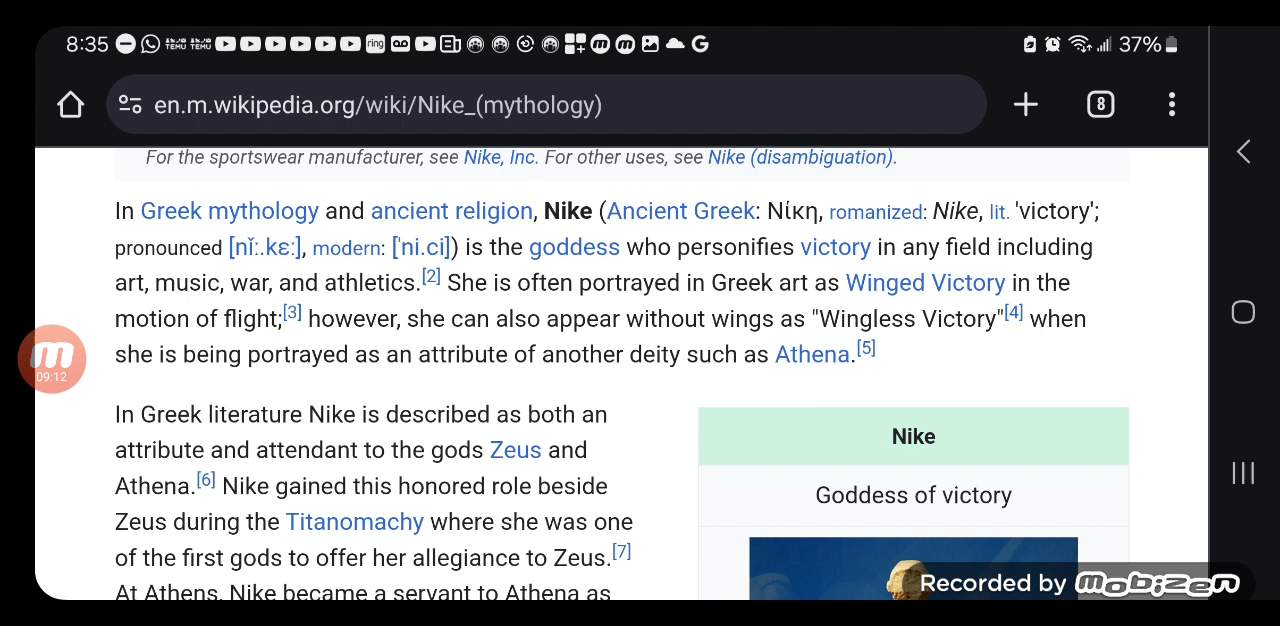 8:35 TEMU TEMU ring 37%
en.m.wikipedia.org/wiki/Nike_(mythology) 8
For the sportswear manufacturer, see Nike, Inc. For other uses, see Nike (disambiguation).
In Greek mythology and ancient religion, Nike (Ancient Greek: Νίκη, romanized: Nike, lit. 'victory';
pronounced [nǐː.kɛː], modern: ['ni.ci]) is the goddess who personifies victory in any field including
art, music, war, and athletics.[2] She is often portrayed in Greek art as Winged Victory in the
motion of flight;[3] however, she can also appear without wings as "Wingless Victory"[4] when
she is being portrayed as an attribute of another deity such as Athena.[5]
m
09:12
In Greek literature Nike is described as both an
attribute and attendant to the gods Zeus and
Athena.[6] Nike gained this honored role beside
Zeus during the Titanomachy where she was one
of the first gods to offer her allegiance to Zeus.[7]
At Athens, Nike became a servant to Athena as
Nike
Goddess of victory
Recorded by mobizen